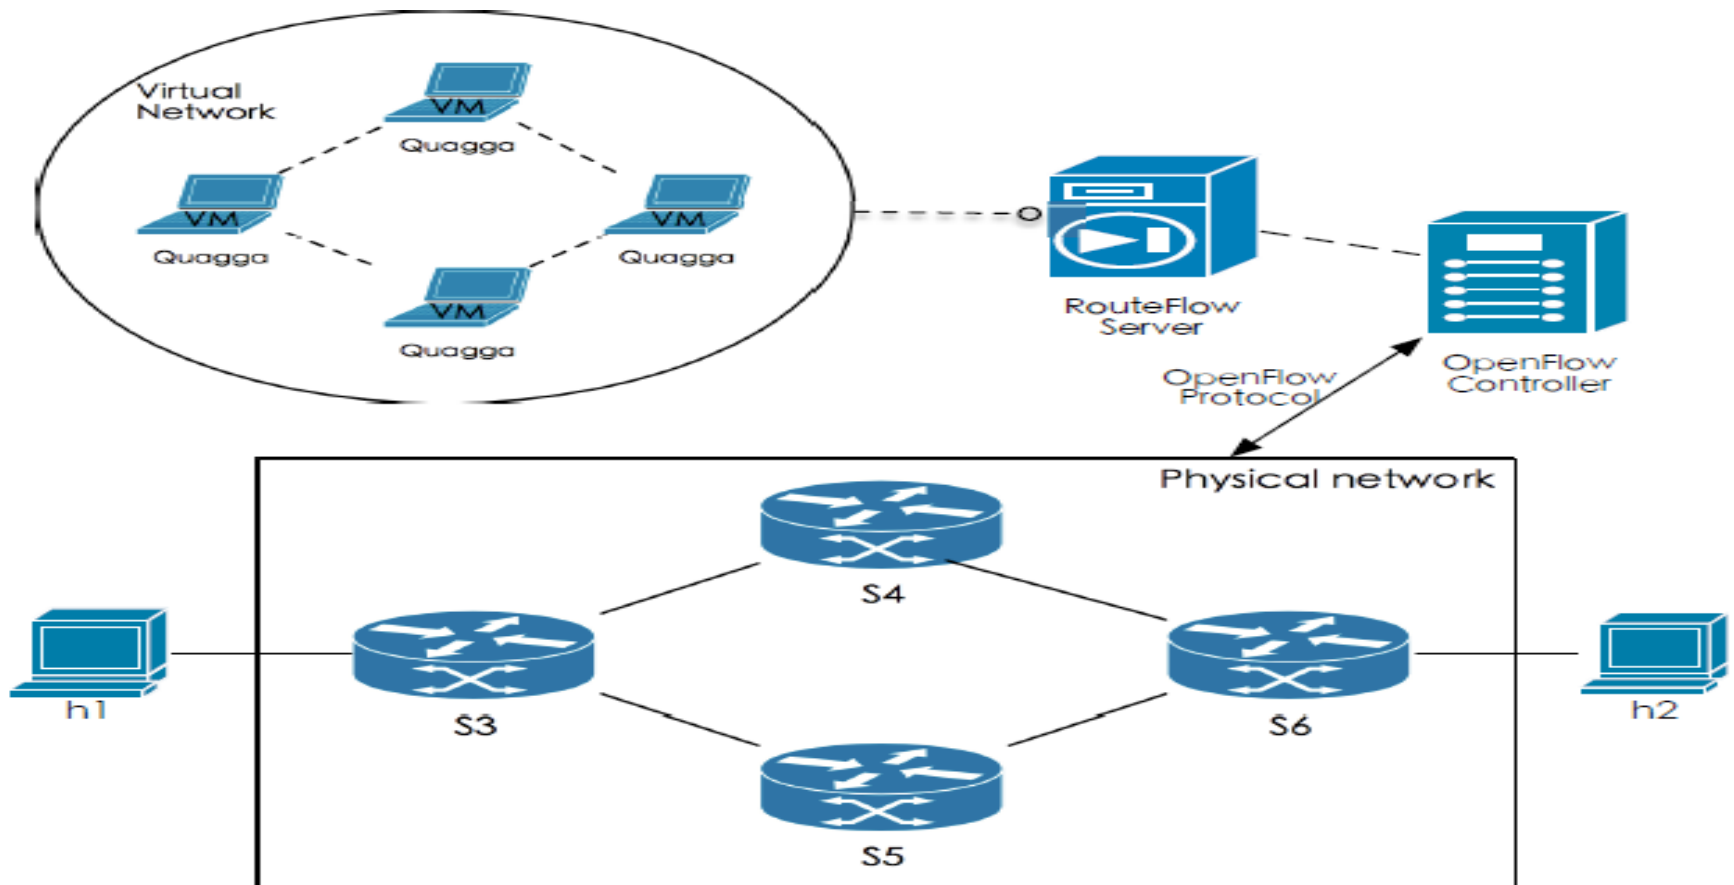 Virtual
Network
VM
Quagga
VM
Quagga
VM
Quagga
VM
Quagga
RouteFlow
Server
OpenFlow
Controller
OpenFlow
Protocol
Physical network
S4
h1
S3
S6
h2
S5